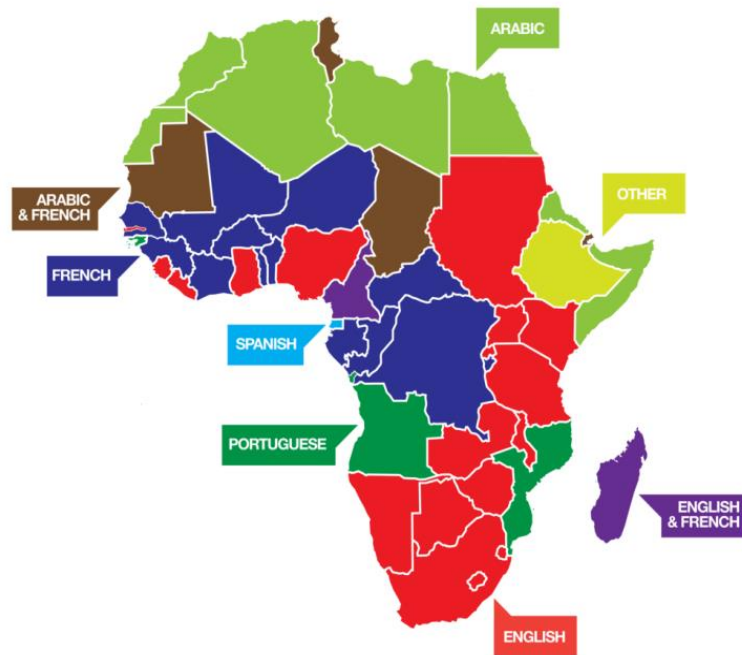 ARABIC
ARABIC
& FRENCH
OTHER
FRENCH
SPANISH
PORTUGUESE
ENGLISH
& FRENCH
ENGLISH